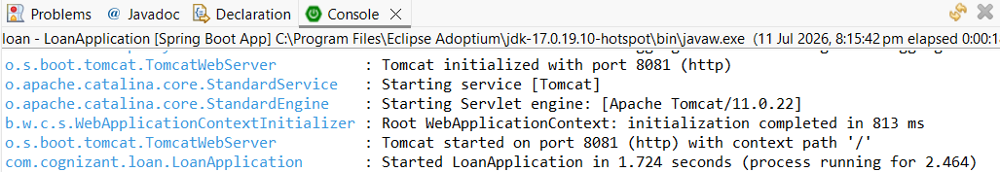 Problems @ Javadoc Declaration Console
loan - LoanApplication [Spring Boot App] C:\Program Files\Eclipse Adoptium\jdk-17.0.19.10-hotspot\bin\javaw.exe (11 Jul 2026, 8:15:42 pm elapsed 0:00:1
o.s.boot.tomcat.TomcatWebServer : Tomcat initialized with port 8081 (http)
o.apache.catalina.core.StandardService : Starting service [Tomcat]
o.apache.catalina.core.StandardEngine : Starting Servlet engine: [Apache Tomcat/11.0.22]
b.w.c.s.WebApplicationContextInitializer : Root WebApplicationContext: initialization completed in 813 ms
o.s.boot.tomcat.TomcatWebServer : Tomcat started on port 8081 (http) with context path '/'
com.cognizant.loan.LoanApplication : Started LoanApplication in 1.724 seconds (process running for 2.464)